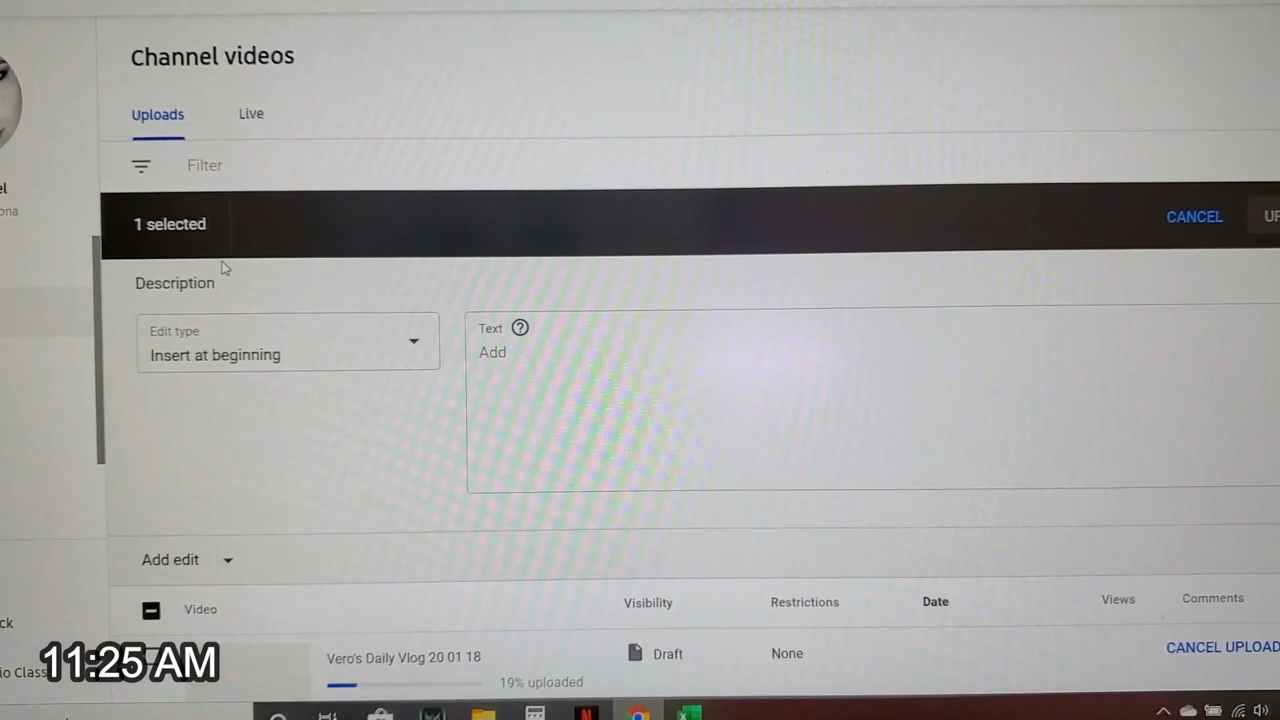 Channel videos
Uploads Live
Filter
1 selected CANCEL
Description
Edit type
Insert at beginning
Text
Add
Add edit
Video Visibility Restrictions Date Views Comments
Vero's Daily Vlog 20 01 18 Draft None CANCEL UPLOAD
19% uploaded
11:25 AM